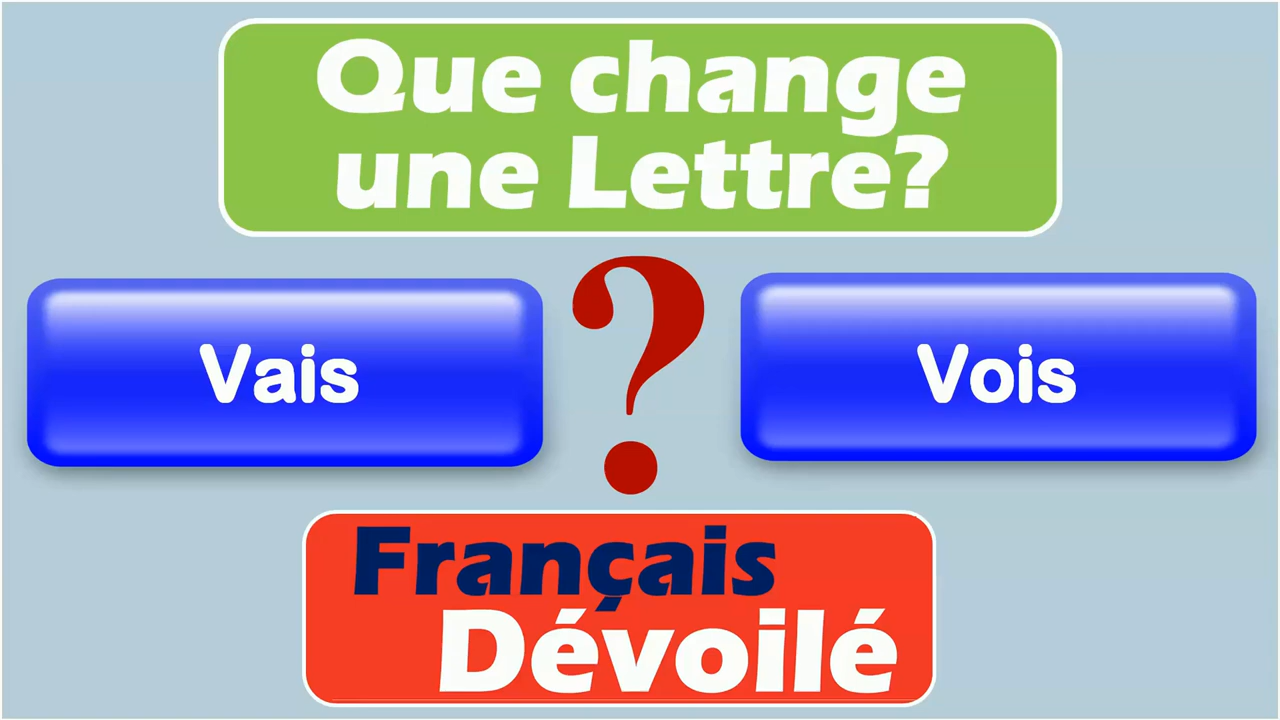 Que change
une Lettre?
Vais
?
Vois
Français
Dévoilé